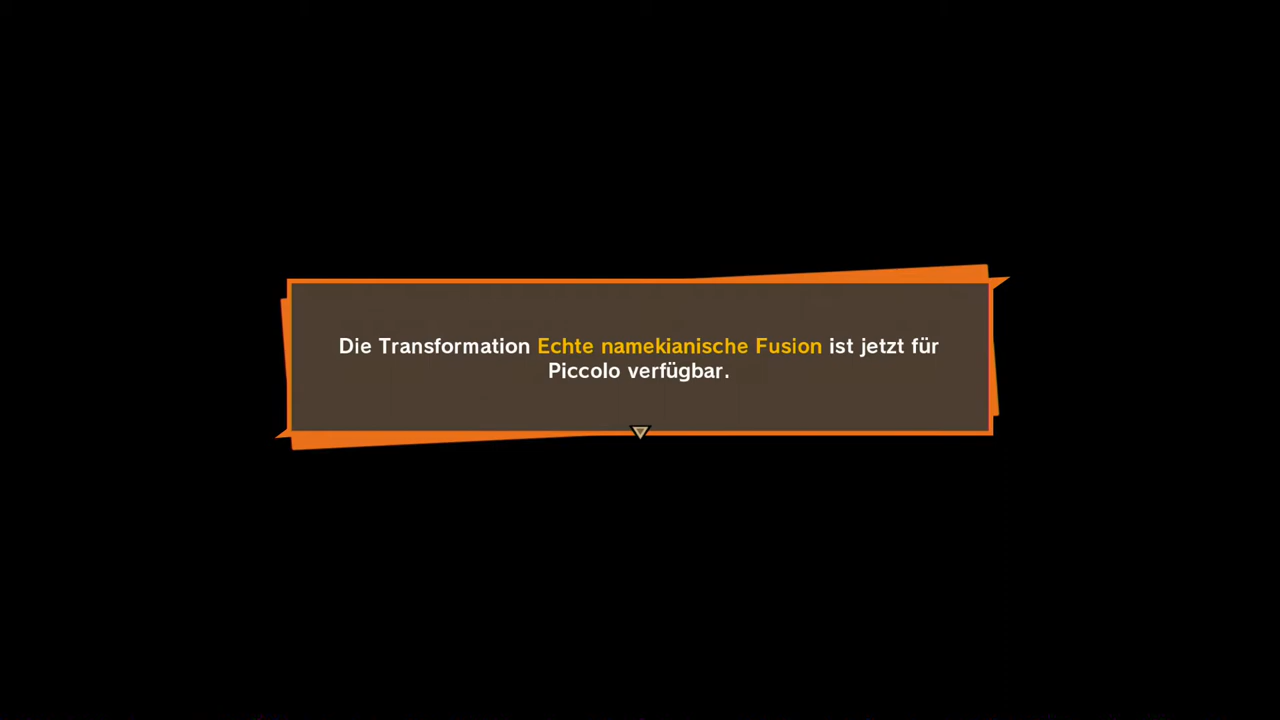 Die Transformation Echte namekianische Fusion ist jetzt für
Piccolo verfügbar.